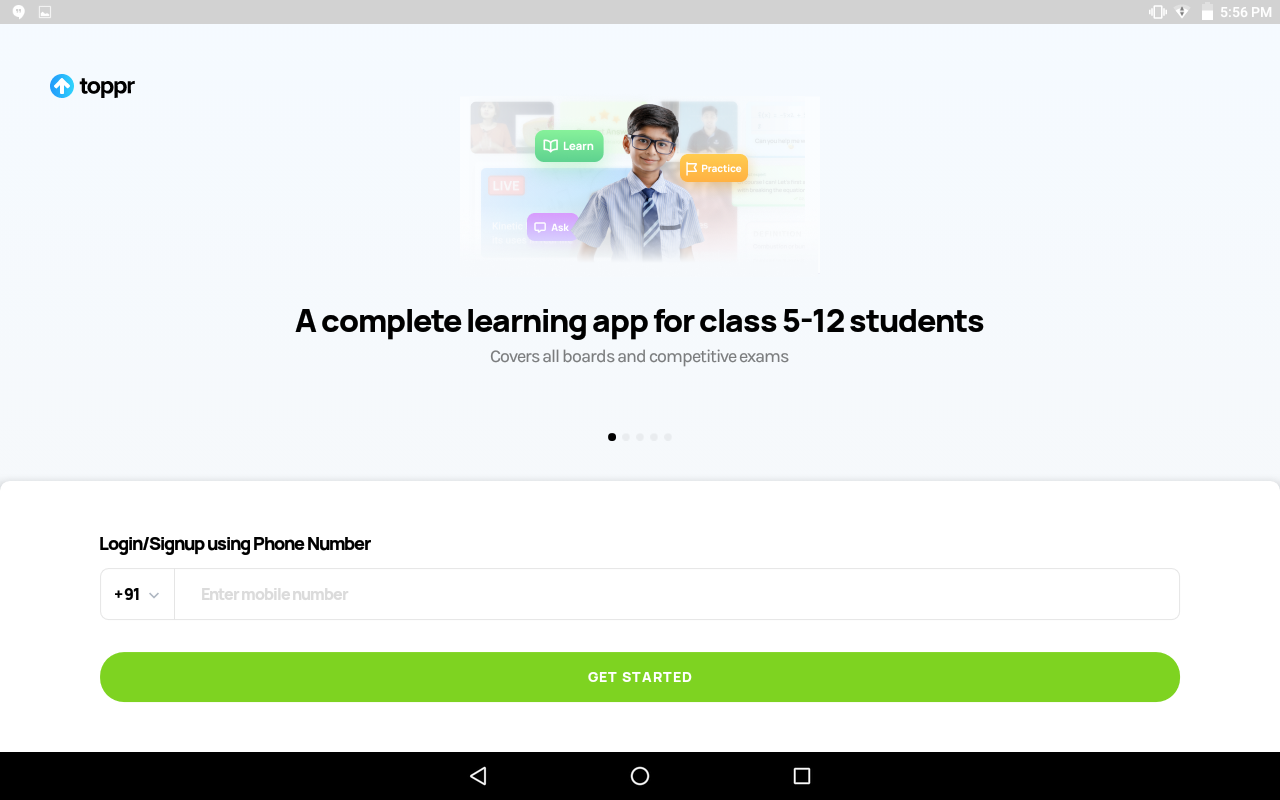 5:56 PM
toppr
Learn
Practice
LIVE
Ask
A complete learning app for class 5-12 students
Covers all boards and competitive exams
Login/Signup using Phone Number
+91
Enter mobile number
GET STARTED